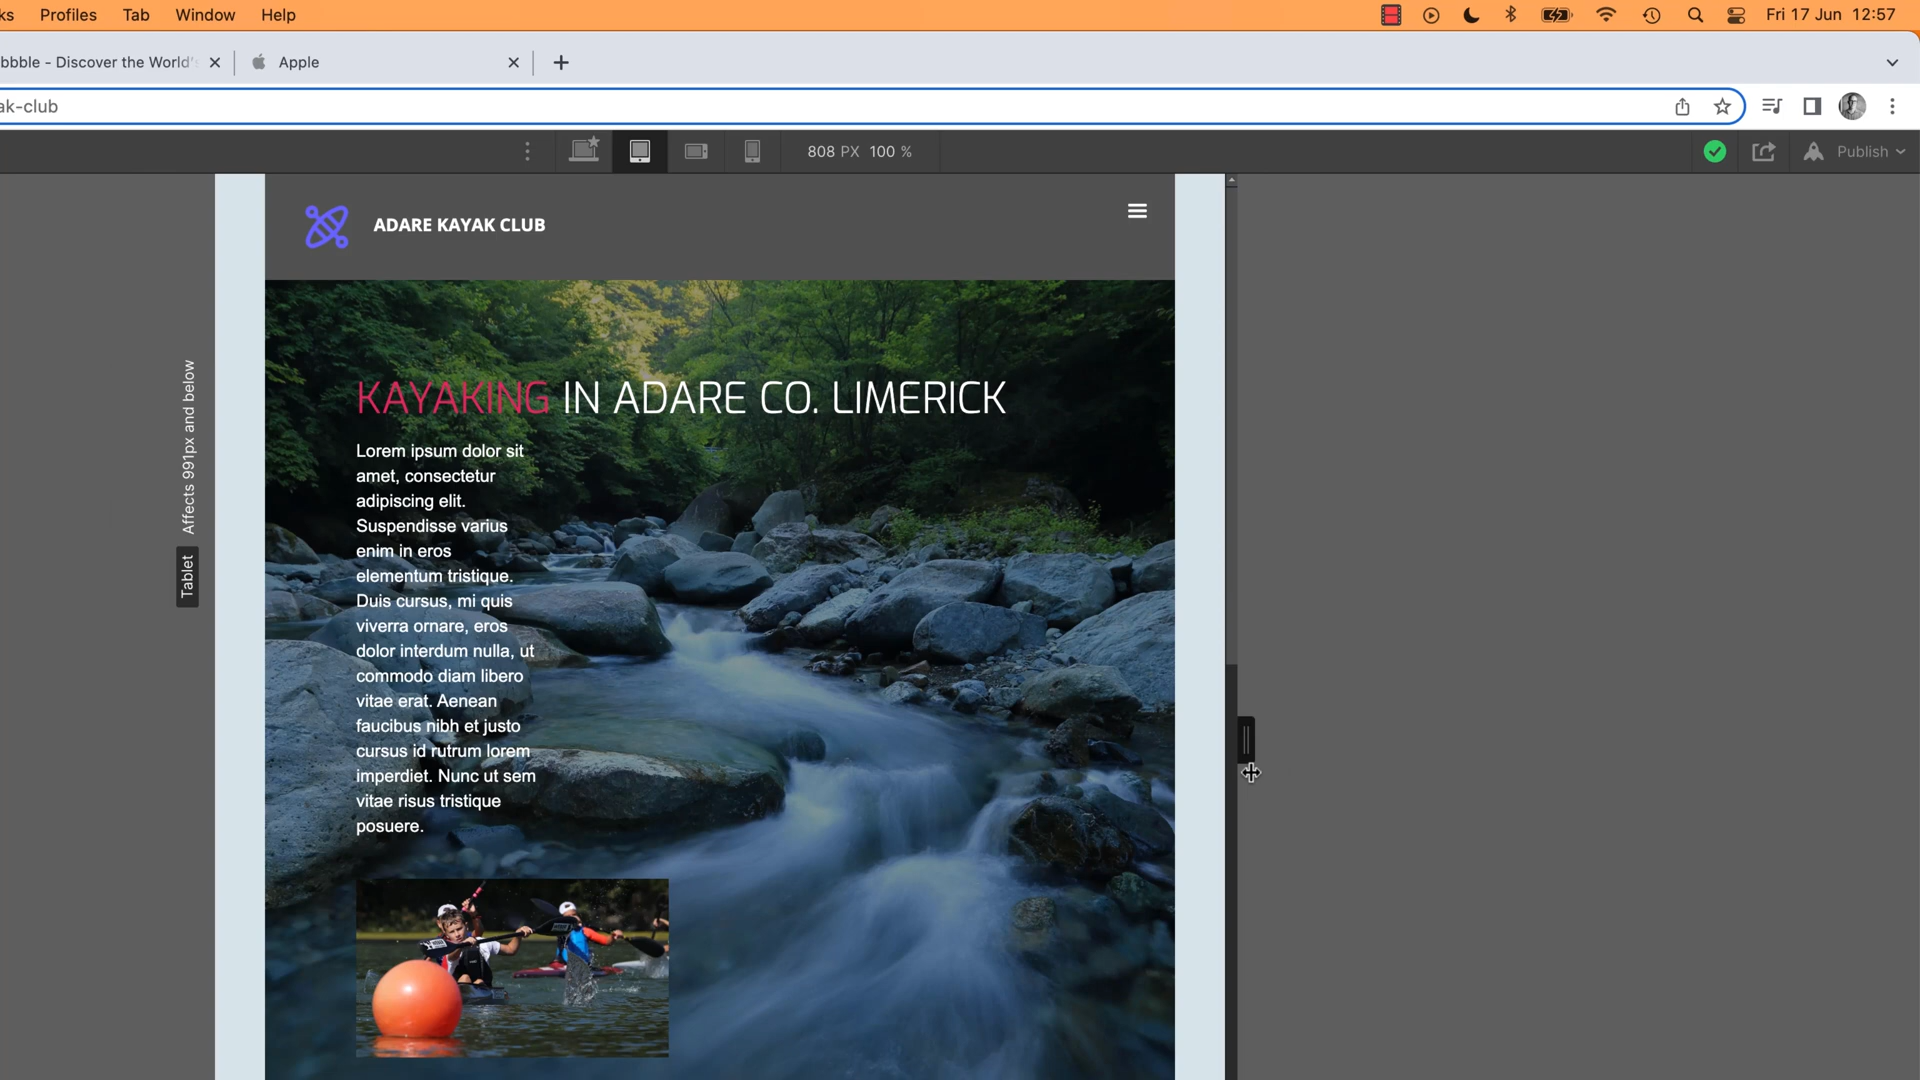 ks Profiles Tab Window Help Fri 17 Jun 12:57
bbble - Discover the World' Apple
ak-club
808 PX 100 % Publish
ADARE KAYAK CLUB
KAYAKING IN ADARE CO. LIMERICK
Lorem ipsum dolor sit
amet, consectetur
adipiscing elit.
Suspendisse varius
enim in eros
elementum tristique.
Duis cursus, mi quis
viverra ornare, eros
dolor interdum nulla, ut
commodo diam libero
vitae erat. Aenean
faucibus nibh et justo
cursus id rutrum lorem
imperdiet. Nunc ut sem
vitae risus tristique
posuere.
Tablet Affects 991px and below